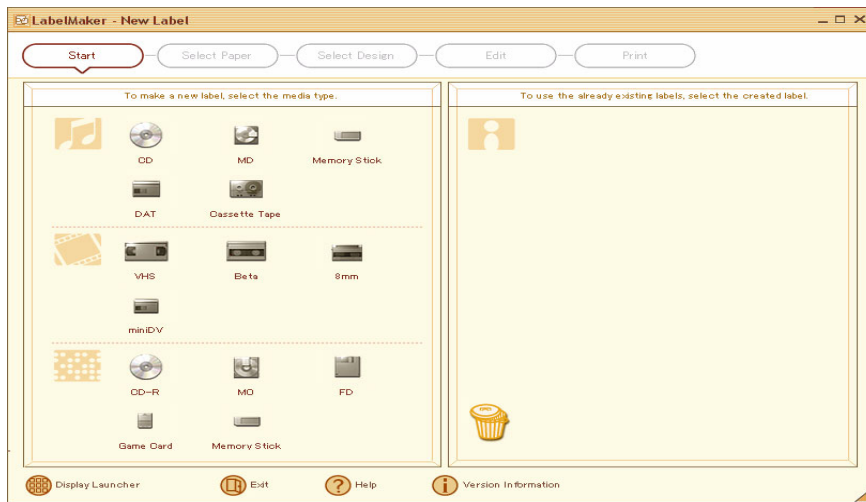 LabelMaker - New Label
Start
Select Paper
Select Design
Edit
Print
To make a new label, select the media type.
CD
MD
Memory Stick
DAT
Cassette Tape
VHS
Beta
8mm
miniDV
CD-R
MO
FD
Game Card
Memory Stick
To use the already existing labels, select the created label.
Display Launcher
Exit
Help
Version Information